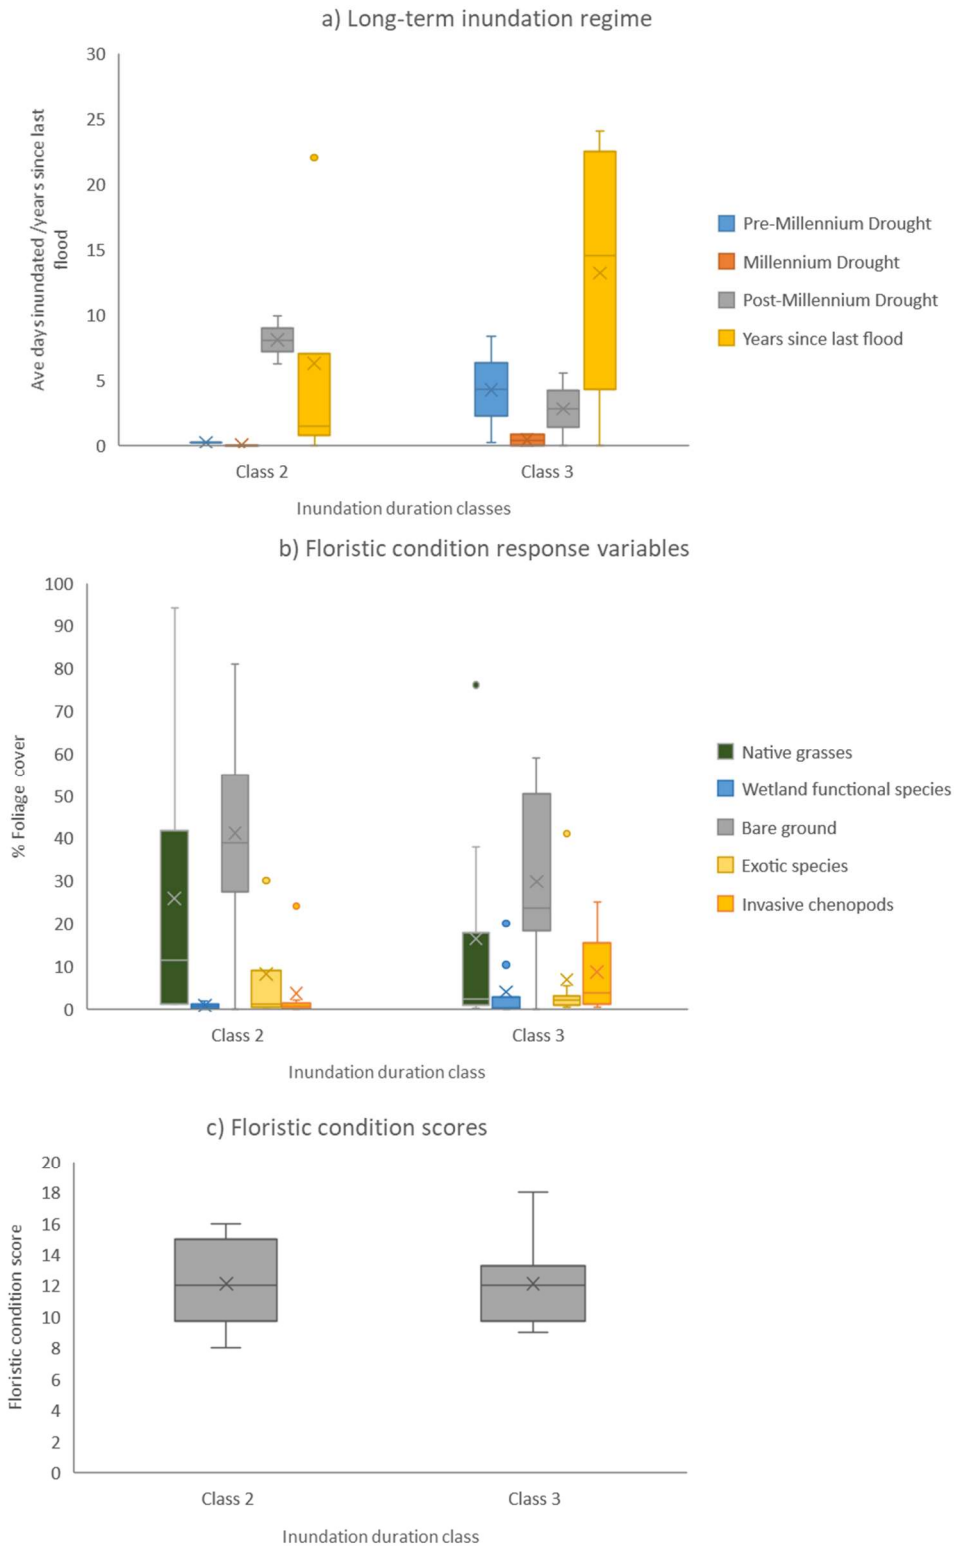 a) Long-term inundation regime
30
25
20
15
10
5
0
Ave days inundated /years since last
flood
Class 2
Class 3
Inundation duration classes
Pre-Millennium Drought
Millennium Drought
Post-Millennium Drought
Years since last flood
b) Floristic condition response variables
100
90
80
70
60
50
40
30
20
10
0
% Foliage cover
Class 2
Class 3
Inundation duration class
Native grasses
Wetland functional species
Bare ground
Exotic species
Invasive chenopods
c) Floristic condition scores
20
18
16
14
12
10
8
6
4
2
0
Floristic condition score
Class 2
Class 3
Inundation duration class